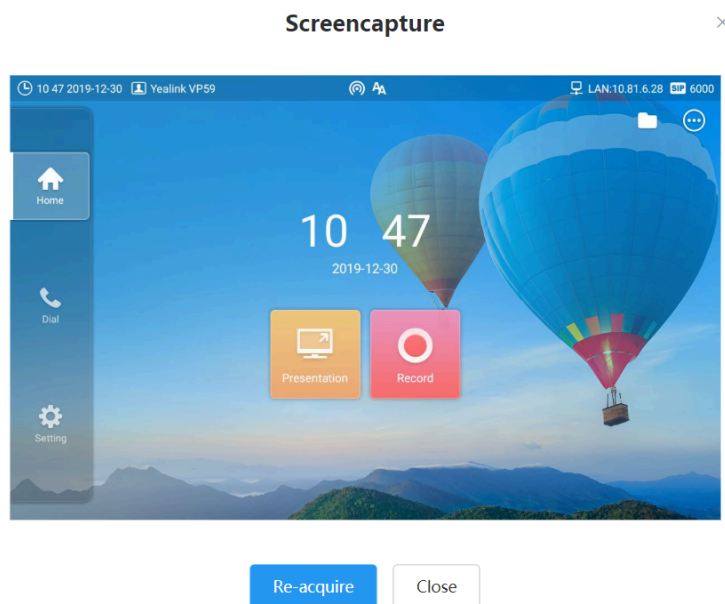 Screencapture
10 47 2019-12-30 Yealink VP59 AA LAN:10.81.6.28 SIP 6000
Home
10 47
2019-12-30
Dial
Presentation Record
Setting
Re-acquire Close